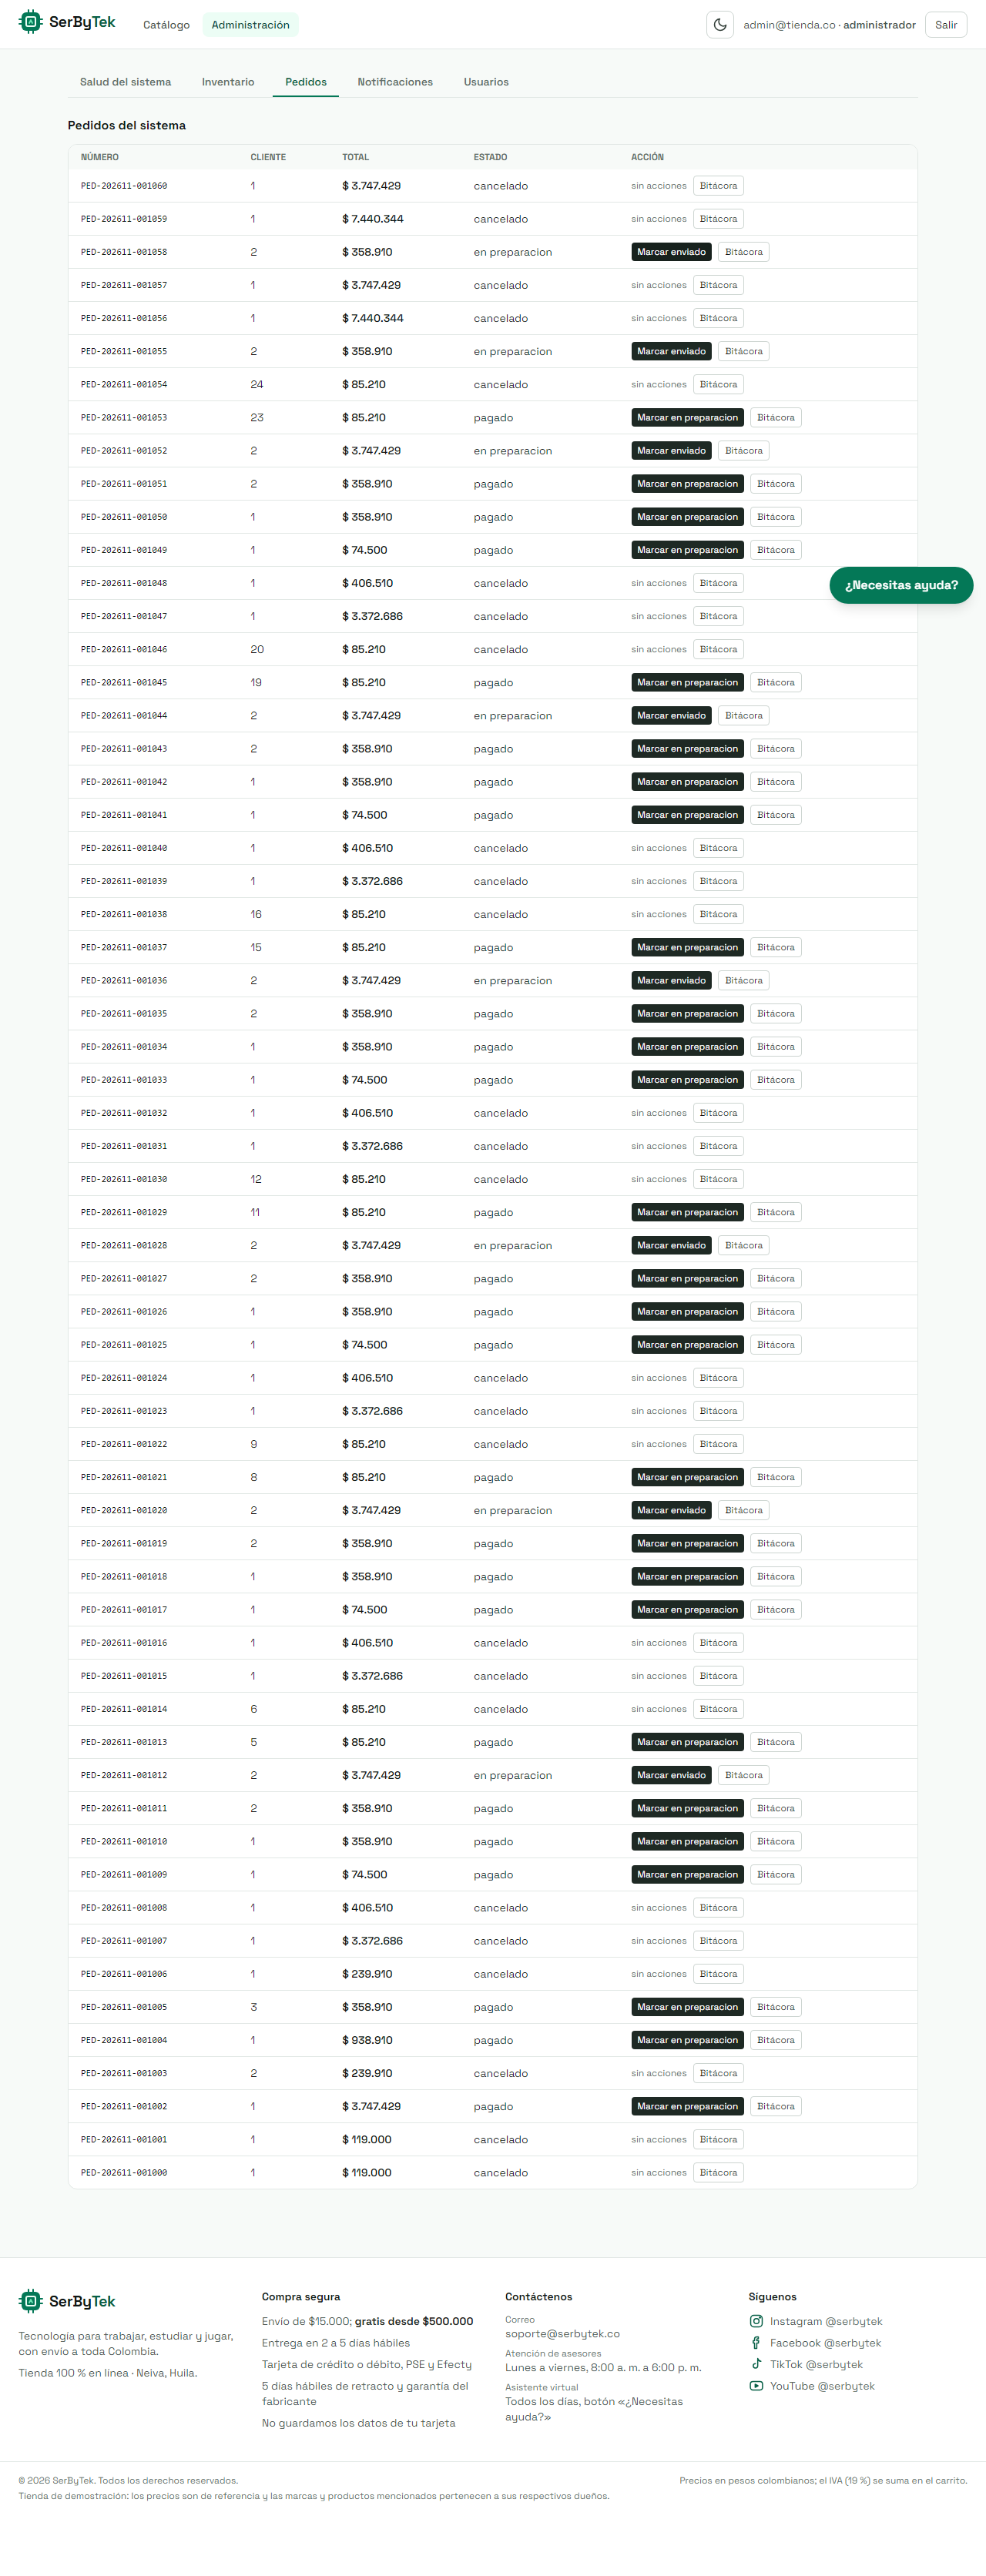 SerByTek Catálogo Administración admin@tienda.co · administrador Salir
Salud del sistema Inventario Pedidos Notificaciones Usuarios
Pedidos del sistema
NÚMERO CLIENTE TOTAL ESTADO ACCIÓN
PED-202611-001060 1 $ 3.747.429 cancelado sin acciones Bitácora
PED-202611-001059 1 $ 7.440.344 cancelado sin acciones Bitácora
PED-202611-001058 2 $ 358.910 en preparacion Marcar enviado Bitácora
PED-202611-001057 1 $ 3.747.429 cancelado sin acciones Bitácora
PED-202611-001056 1 $ 7.440.344 cancelado sin acciones Bitácora
PED-202611-001055 2 $ 358.910 en preparacion Marcar enviado Bitácora
PED-202611-001054 24 $ 85.210 cancelado sin acciones Bitácora
PED-202611-001053 23 $ 85.210 pagado Marcar en preparacion Bitácora
PED-202611-001052 2 $ 3.747.429 en preparacion Marcar enviado Bitácora
PED-202611-001051 2 $ 358.910 pagado Marcar en preparacion Bitácora
PED-202611-001050 1 $ 358.910 pagado Marcar en preparacion Bitácora
PED-202611-001049 1 $ 74.500 pagado Marcar en preparacion Bitácora
PED-202611-001048 1 $ 406.510 cancelado sin acciones Bitácora
¿Necesitas ayuda?
PED-202611-001047 1 $ 3.372.686 cancelado sin acciones Bitácora
PED-202611-001046 20 $ 85.210 cancelado sin acciones Bitácora
PED-202611-001045 19 $ 85.210 pagado Marcar en preparacion Bitácora
PED-202611-001044 2 $ 3.747.429 en preparacion Marcar enviado Bitácora
PED-202611-001043 2 $ 358.910 pagado Marcar en preparacion Bitácora
PED-202611-001042 1 $ 358.910 pagado Marcar en preparacion Bitácora
PED-202611-001041 1 $ 74.500 pagado Marcar en preparacion Bitácora
PED-202611-001040 1 $ 406.510 cancelado sin acciones Bitácora
PED-202611-001039 1 $ 3.372.686 cancelado sin acciones Bitácora
PED-202611-001038 16 $ 85.210 cancelado sin acciones Bitácora
PED-202611-001037 15 $ 85.210 pagado Marcar en preparacion Bitácora
PED-202611-001036 2 $ 3.747.429 en preparacion Marcar enviado Bitácora
PED-202611-001035 2 $ 358.910 pagado Marcar en preparacion Bitácora
PED-202611-001034 1 $ 358.910 pagado Marcar en preparacion Bitácora
PED-202611-001033 1 $ 74.500 pagado Marcar en preparacion Bitácora
PED-202611-001032 1 $ 406.510 cancelado sin acciones Bitácora
PED-202611-001031 1 $ 3.372.686 cancelado sin acciones Bitácora
PED-202611-001030 12 $ 85.210 cancelado sin acciones Bitácora
PED-202611-001029 11 $ 85.210 pagado Marcar en preparacion Bitácora
PED-202611-001028 2 $ 3.747.429 en preparacion Marcar enviado Bitácora
PED-202611-001027 2 $ 358.910 pagado Marcar en preparacion Bitácora
PED-202611-001026 1 $ 358.910 pagado Marcar en preparacion Bitácora
PED-202611-001025 1 $ 74.500 pagado Marcar en preparacion Bitácora
PED-202611-001024 1 $ 406.510 cancelado sin acciones Bitácora
PED-202611-001023 1 $ 3.372.686 cancelado sin acciones Bitácora
PED-202611-001022 9 $ 85.210 cancelado sin acciones Bitácora
PED-202611-001021 8 $ 85.210 pagado Marcar en preparacion Bitácora
PED-202611-001020 2 $ 3.747.429 en preparacion Marcar enviado Bitácora
PED-202611-001019 2 $ 358.910 pagado Marcar en preparacion Bitácora
PED-202611-001018 1 $ 358.910 pagado Marcar en preparacion Bitácora
PED-202611-001017 1 $ 74.500 pagado Marcar en preparacion Bitácora
PED-202611-001016 1 $ 406.510 cancelado sin acciones Bitácora
PED-202611-001015 1 $ 3.372.686 cancelado sin acciones Bitácora
PED-202611-001014 6 $ 85.210 cancelado sin acciones Bitácora
PED-202611-001013 5 $ 85.210 pagado Marcar en preparacion Bitácora
PED-202611-001012 2 $ 3.747.429 en preparacion Marcar enviado Bitácora
PED-202611-001011 2 $ 358.910 pagado Marcar en preparacion Bitácora
PED-202611-001010 1 $ 358.910 pagado Marcar en preparacion Bitácora
PED-202611-001009 1 $ 74.500 pagado Marcar en preparacion Bitácora
PED-202611-001008 1 $ 406.510 cancelado sin acciones Bitácora
PED-202611-001007 1 $ 3.372.686 cancelado sin acciones Bitácora
PED-202611-001006 1 $ 239.910 cancelado sin acciones Bitácora
PED-202611-001005 3 $ 358.910 pagado Marcar en preparacion Bitácora
PED-202611-001004 1 $ 938.910 pagado Marcar en preparacion Bitácora
PED-202611-001003 2 $ 239.910 cancelado sin acciones Bitácora
PED-202611-001002 1 $ 3.747.429 pagado Marcar en preparacion Bitácora
PED-202611-001001 1 $ 119.000 cancelado sin acciones Bitácora
PED-202611-001000 1 $ 119.000 cancelado sin acciones Bitácora
SerByTek
Tecnología para trabajar, estudiar y jugar,
con envío a toda Colombia.
Tienda 100 % en línea · Neiva, Huila.
Compra segura
Envío de $15.000; gratis desde $500.000
Entrega en 2 a 5 días hábiles
Tarjeta de crédito o débito, PSE y Efecty
5 días hábiles de retracto y garantía del
fabricante
No guardamos los datos de tu tarjeta
Contáctenos
Correo
soporte@serbytek.co
Atención de asesores
Lunes a viernes, 8:00 a. m. a 6:00 p. m.
Asistente virtual
Todos los días, botón «¿Necesitas
ayuda?»
Síguenos
Instagram @serbytek
Facebook @serbytek
TikTok @serbytek
YouTube @serbytek
© 2026 SerByTek. Todos los derechos reservados.
Precios en pesos colombianos; el IVA (19 %) se suma en el carrito.
Tienda de demostración: los precios son de referencia y las marcas y productos mencionados pertenecen a sus respectivos dueños.